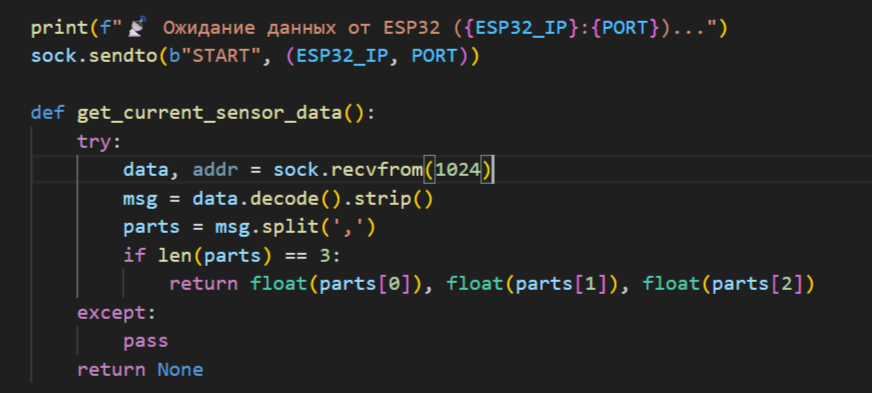 print(f"📡 Ожидание данных от ESP32 ({ESP32_IP}:{PORT})...")
sock.sendto(b"START", (ESP32_IP, PORT))
def get_current_sensor_data():
try:
data, addr = sock.recvfrom(1024)
msg = data.decode().strip()
parts = msg.split(',')
if len(parts) == 3:
return float(parts[0]), float(parts[1]), float(parts[2])
except:
pass
return None